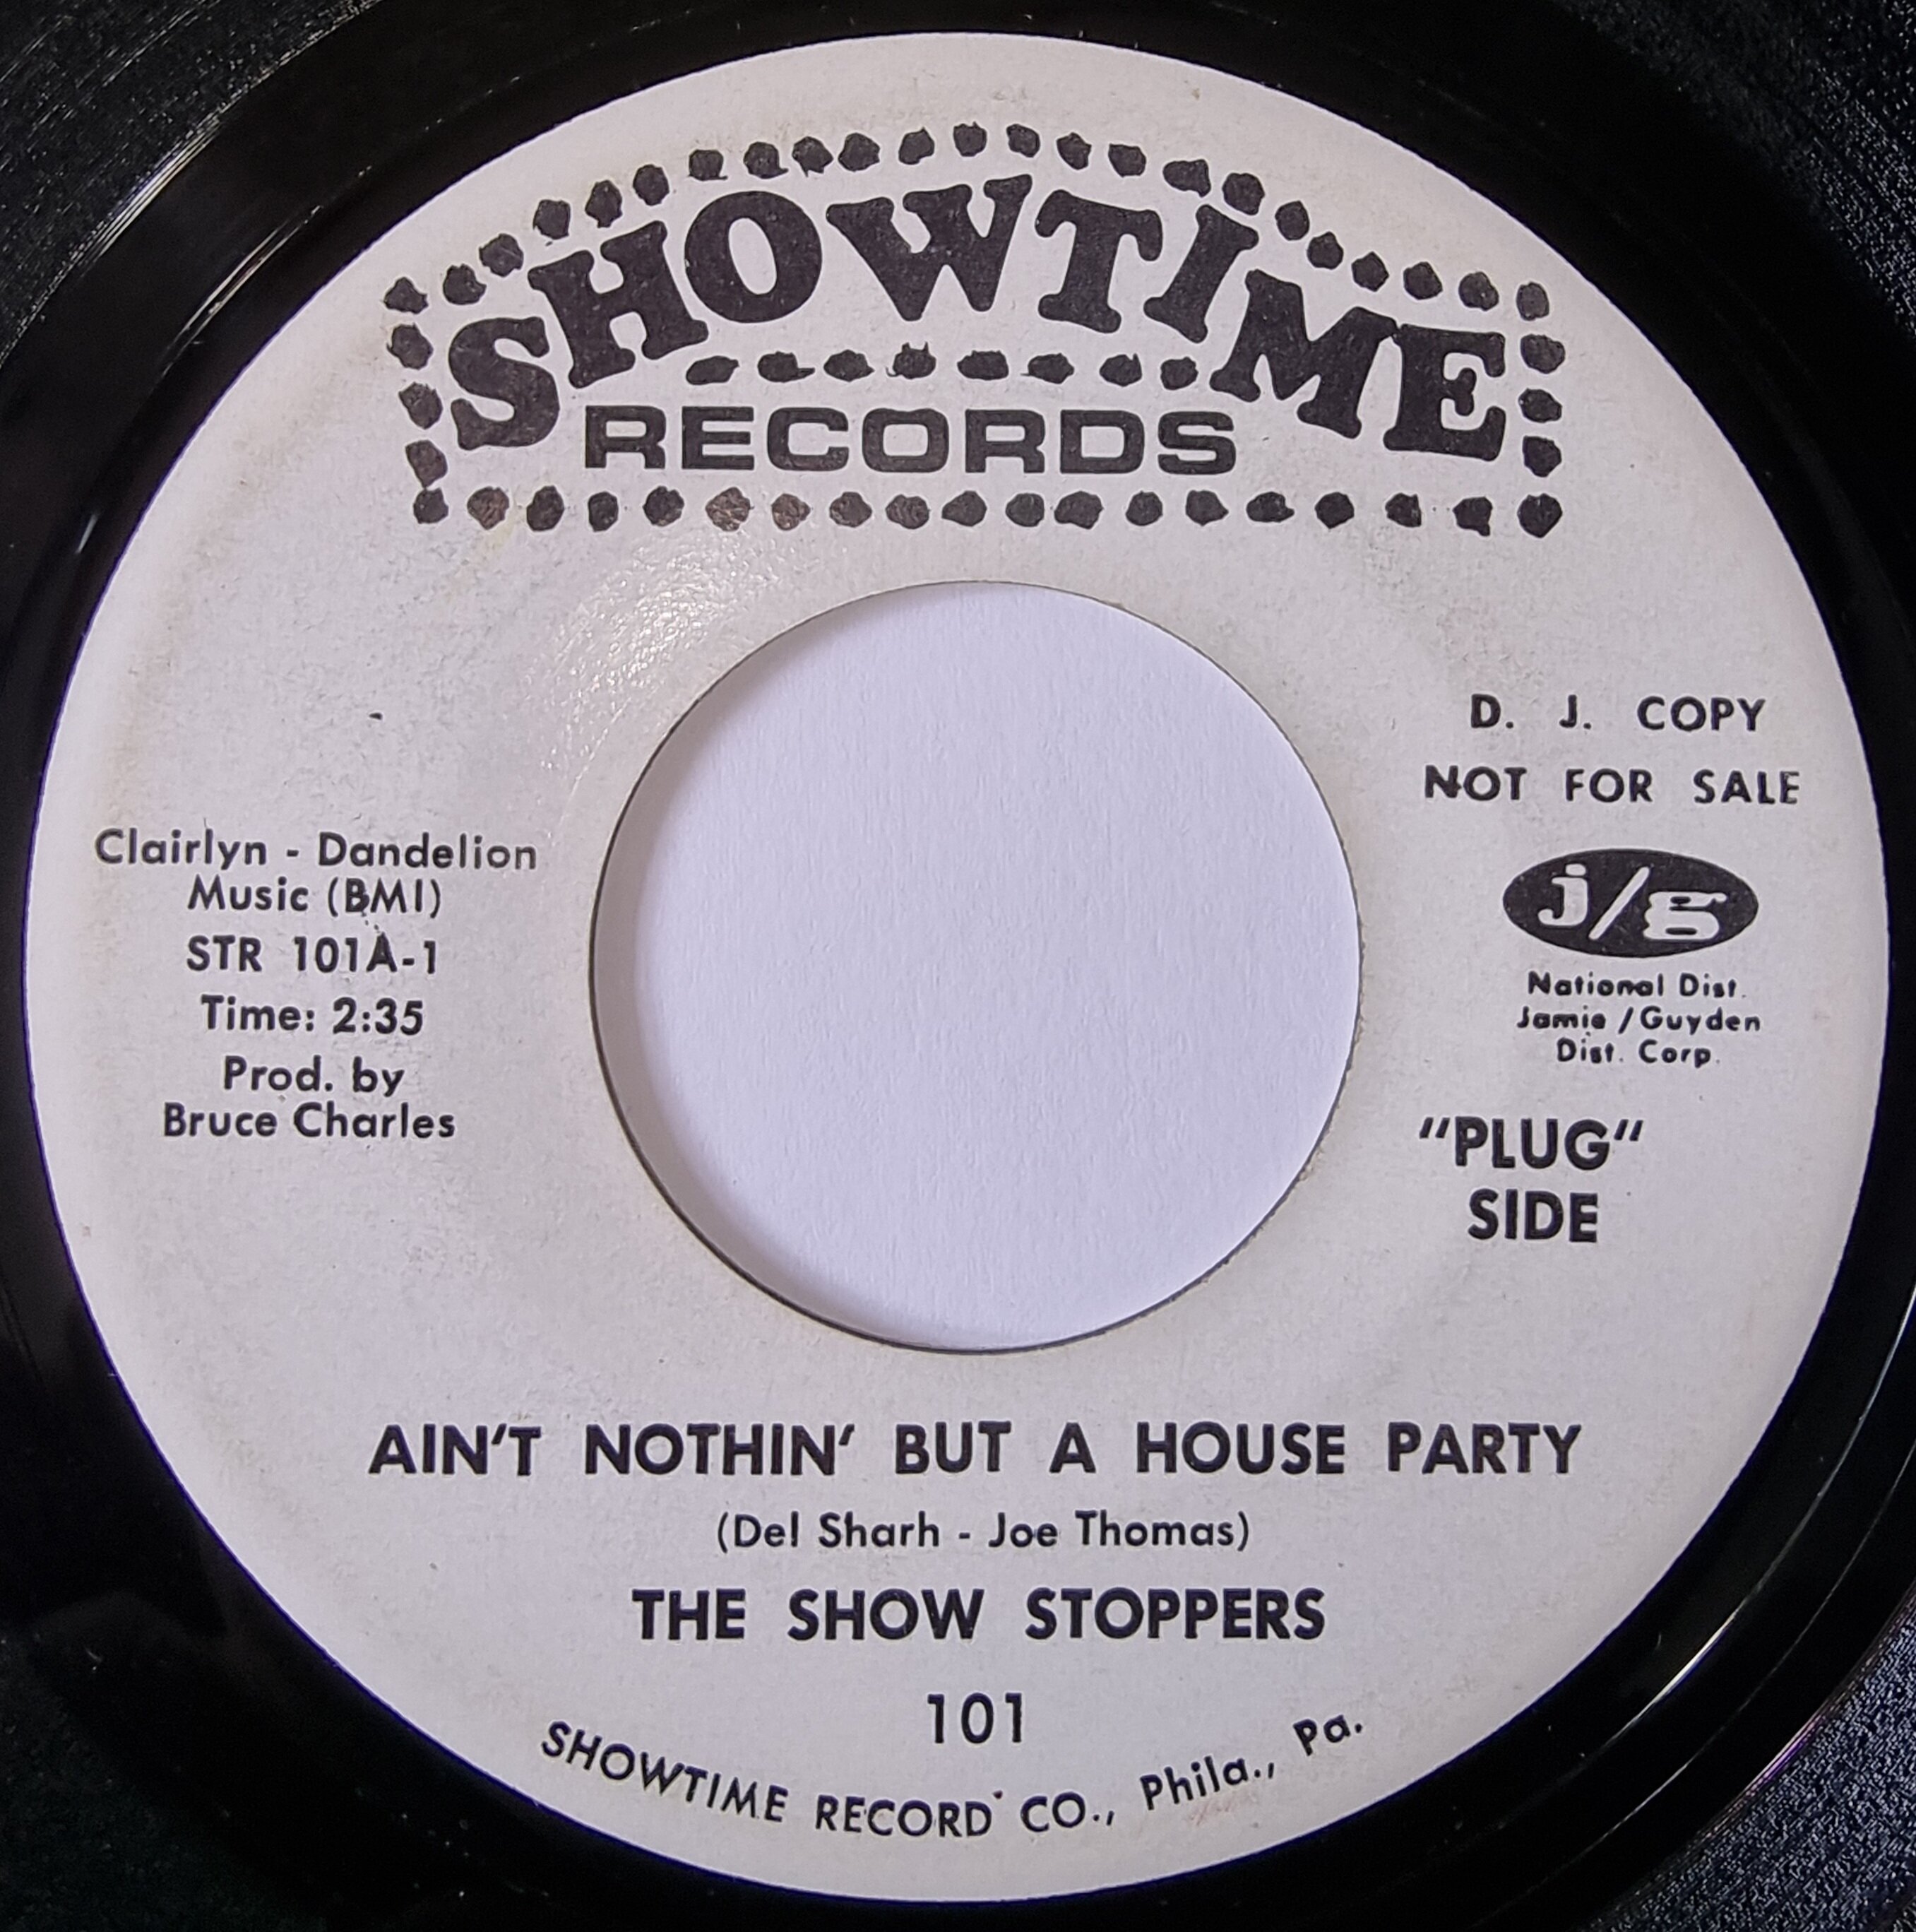 SHOWTIME
RECORDS
D. J. COPY
NOT FOR SALE
j/g
National Dist.
Jamie / Guyden
Dist. Corp.
"PLUG"
SIDE
Clairlyn - Dandelion
Music (BMI)
STR 101A-1
Time: 2:35
Prod. by
Bruce Charles
AIN'T NOTHIN' BUT A HOUSE PARTY
(Del Sharh - Joe Thomas)
THE SHOW STOPPERS
101
SHOWTIME RECORD CO., Phila., Pa.